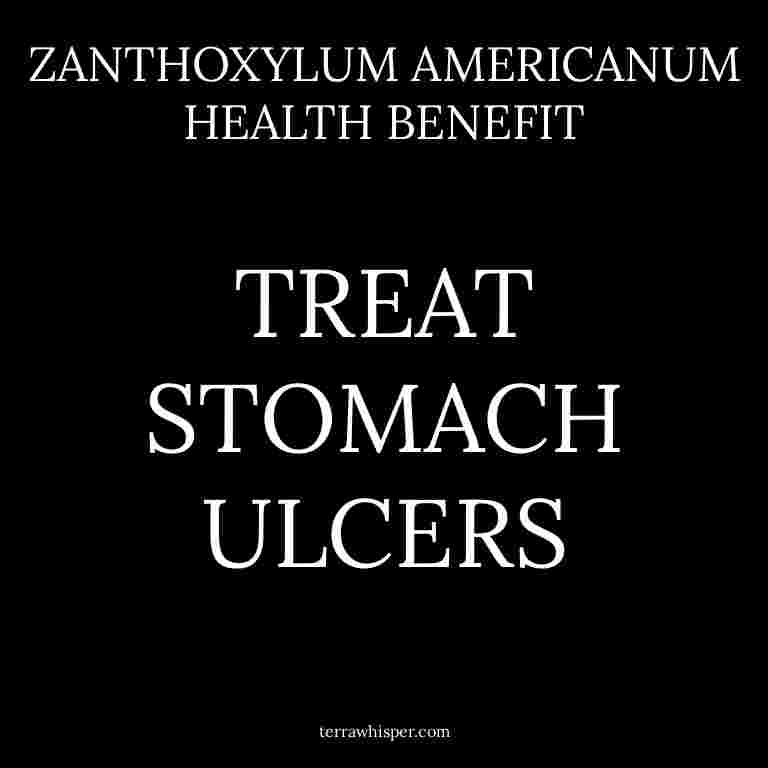 ZANTHOXYLUM AMERICANUM
HEALTH BENEFIT
TREAT
STOMACH
ULCERS
terrawhisper.com